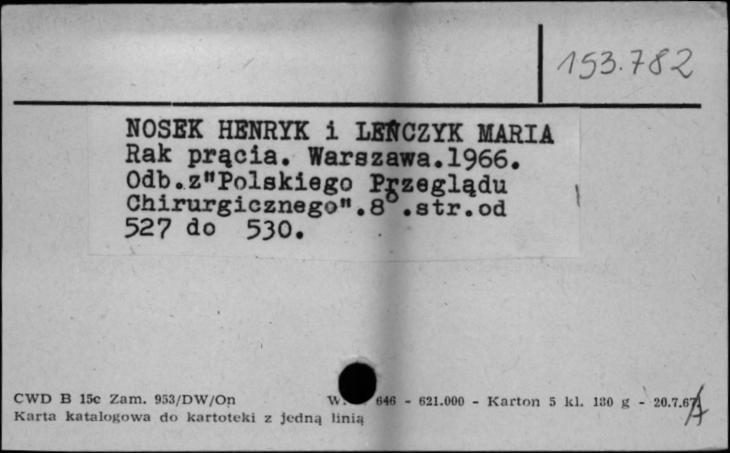 153.782
NOSEK HENRYK i LEŃCZYK MARIA
Rak prącia. Warszawa.1966.
Odb.z"Polskiego Przeglądu
Chirurgicznego".8°.str.od
527 do 530.
CWD B 15c Zam. 953/DW/Op 646 - 621.000 - Karton 5 kl. 180 g - 20.7.67
Karta katalogowa do kartoteki z jedną linią